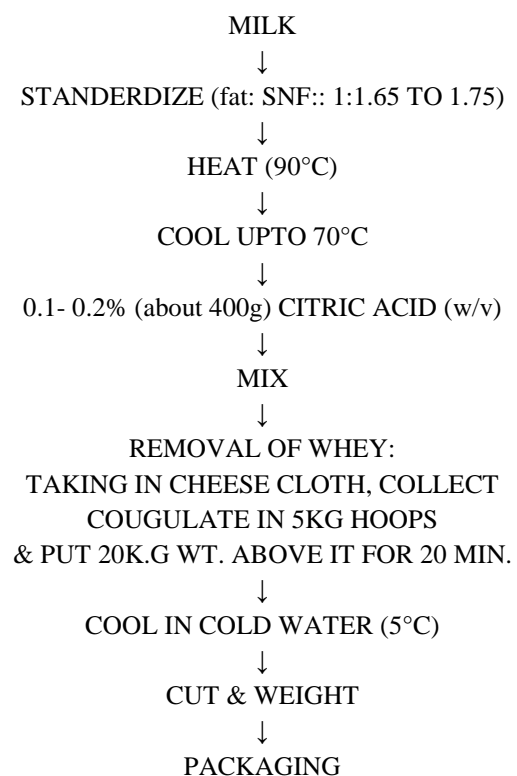 MILK
↓
STANDERDIZE (fat: SNF:: 1:1.65 TO 1.75)
↓
HEAT (90°C)
↓
COOL UPTO 70°C
↓
0.1- 0.2% (about 400g) CITRIC ACID (w/v)
↓
MIX
↓
REMOVAL OF WHEY:
TAKING IN CHEESE CLOTH, COLLECT
COUGULATE IN 5KG HOOPS
& PUT 20K.G WT. ABOVE IT FOR 20 MIN.
↓
COOL IN COLD WATER (5°C)
↓
CUT & WEIGHT
↓
PACKAGING